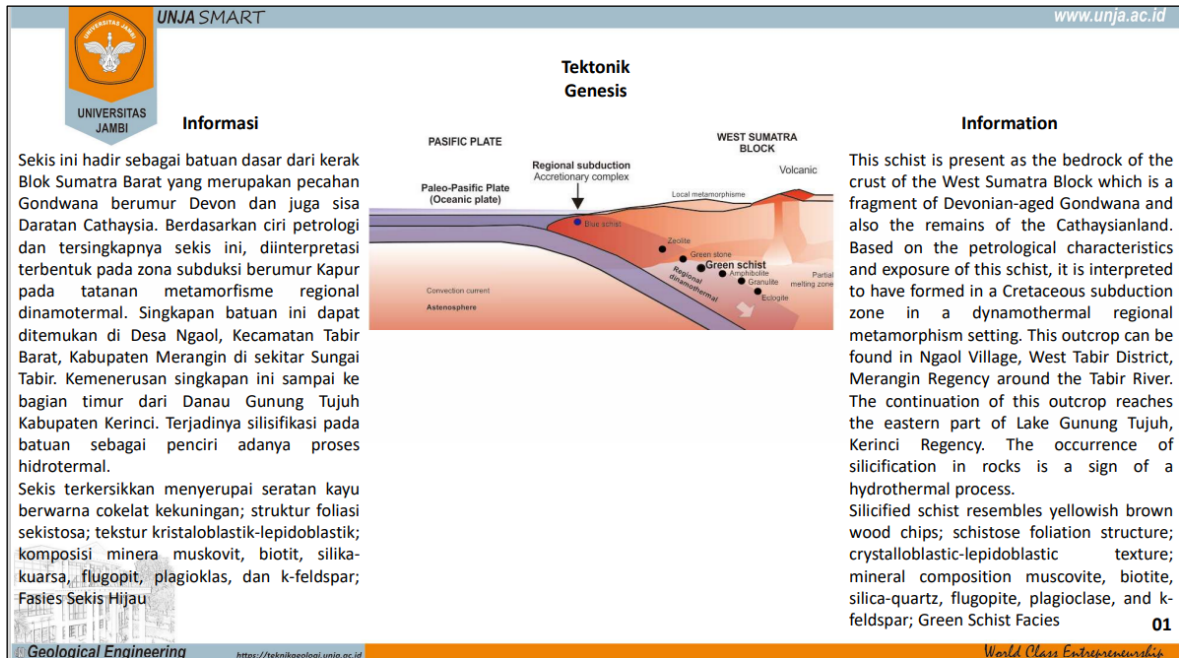 UNJA SMART
www.unja.ac.id
UNIVERSITAS JAMBI
UNIVERSITAS
JAMBI
Tektonik
Genesis
Informasi
Sekis ini hadir sebagai batuan dasar dari kerak
Blok Sumatra Barat yang merupakan pecahan
Gondwana berumur Devon dan juga sisa
Daratan Cathaysia. Berdasarkan ciri petrologi
dan tersingkapnya sekis ini, diinterpretasi
terbentuk pada zona subduksi berumur Kapur
pada tatanan metamorfisme regional
dinamotermal. Singkapan batuan ini dapat
ditemukan di Desa Ngaol, Kecamatan Tabir
Barat, Kabupaten Merangin di sekitar Sungai
Tabir. Kemenerusan singkapan ini sampai ke
bagian timur dari Danau Gunung Tujuh
Kabupaten Kerinci. Terjadinya silisifikasi pada
batuan sebagai penciri adanya proses
hidrotermal.
Sekis terkersikkan menyerupai seratan kayu
berwarna cokelat kekuningan; struktur foliasi
sekistosa; tekstur kristaloblastik-lepidoblastik;
komposisi minera muskovit, biotit, silika-
kuarsa, flugopit, plagioklas, dan k-feldspar;
Fasies Sekis Hijau
PASIFIC PLATE
WEST SUMATRA
BLOCK
Regional subduction
Accretionary complex
Volcanic
Paleo-Pasific Plate
(Oceanic plate)
Local metamorphisme
Blue schist
Zeolite
Green stone
Green schist
Amphibolite
Granulite
Eclogite
Regional
dinamothermal
Partial
melting zone
Convection current
Astenosphere
Information
This schist is present as the bedrock of the
crust of the West Sumatra Block which is a
fragment of Devonian-aged Gondwana and
also the remains of the Cathaysianland.
Based on the petrological characteristics
and exposure of this schist, it is interpreted
to have formed in a Cretaceous subduction
zone in a dynamothermal regional
metamorphism setting. This outcrop can be
found in Ngaol Village, West Tabir District,
Merangin Regency around the Tabir River.
The continuation of this outcrop reaches
the eastern part of Lake Gunung Tujuh,
Kerinci Regency. The occurrence of
silicification in rocks is a sign of a
hydrothermal process.
Silicified schist resembles yellowish brown
wood chips; schistose foliation structure;
crystalloblastic-lepidoblastic texture;
mineral composition muscovite, biotite,
silica-quartz, flugopite, plagioclase, and k-
feldspar; Green Schist Facies
01
Geological Engineering
https://teknikgeologi.unja.ac.id
World Class Entrepreneurship